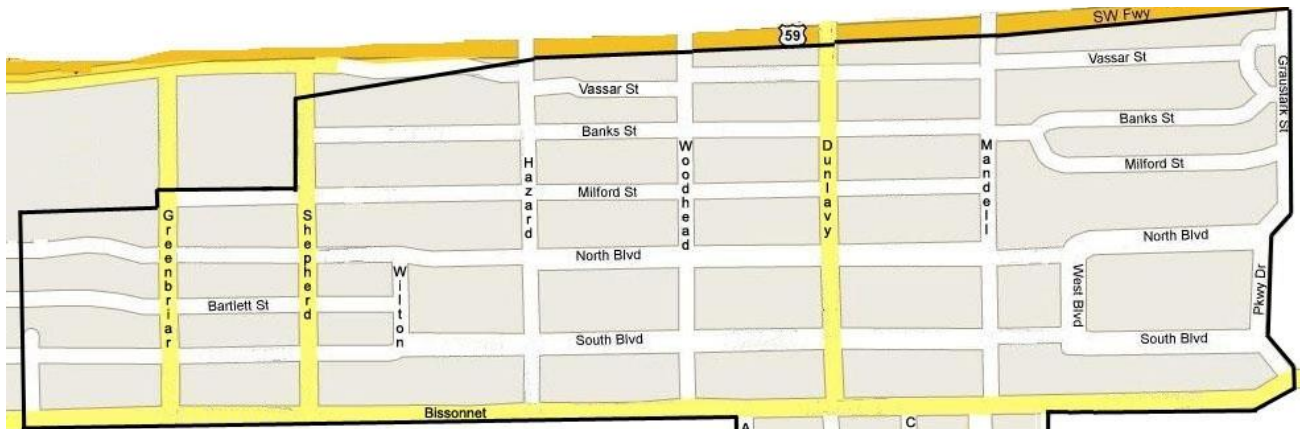 SW Fwy
59
Vassar St
Vassar St
Graustark St
Banks St
Banks St
Hazard
Woodhead
Dunlavy
Mandell
Milford St
Milford St
Greenbriar
Shepherd
North Blvd
North Blvd
Wilton
West Blvd
Pkwy Dr
Bartlett St
South Blvd
South Blvd
Bissonnet
A
C